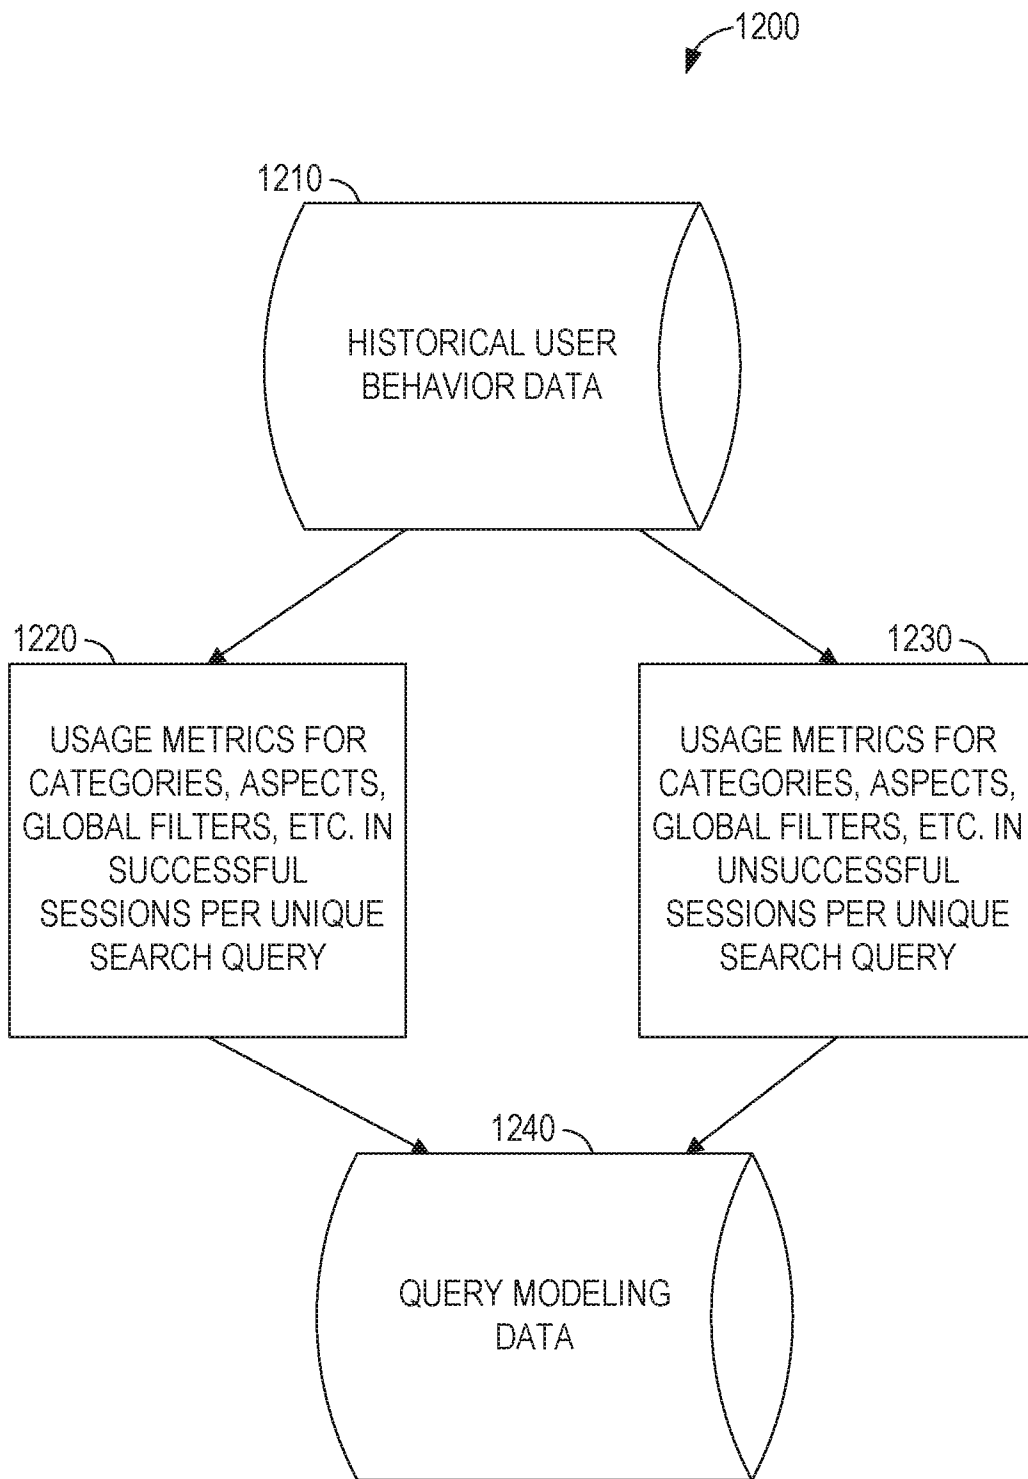 1200
1210
HISTORICAL USER
BEHAVIOR DATA
1220
USAGE METRICS FOR
CATEGORIES, ASPECTS,
GLOBAL FILTERS, ETC. IN
SUCCESSFUL
SESSIONS PER UNIQUE
SEARCH QUERY
1230
USAGE METRICS FOR
CATEGORIES, ASPECTS,
GLOBAL FILTERS, ETC. IN
UNSUCCESSFUL
SESSIONS PER UNIQUE
SEARCH QUERY
1240
QUERY MODELING
DATA